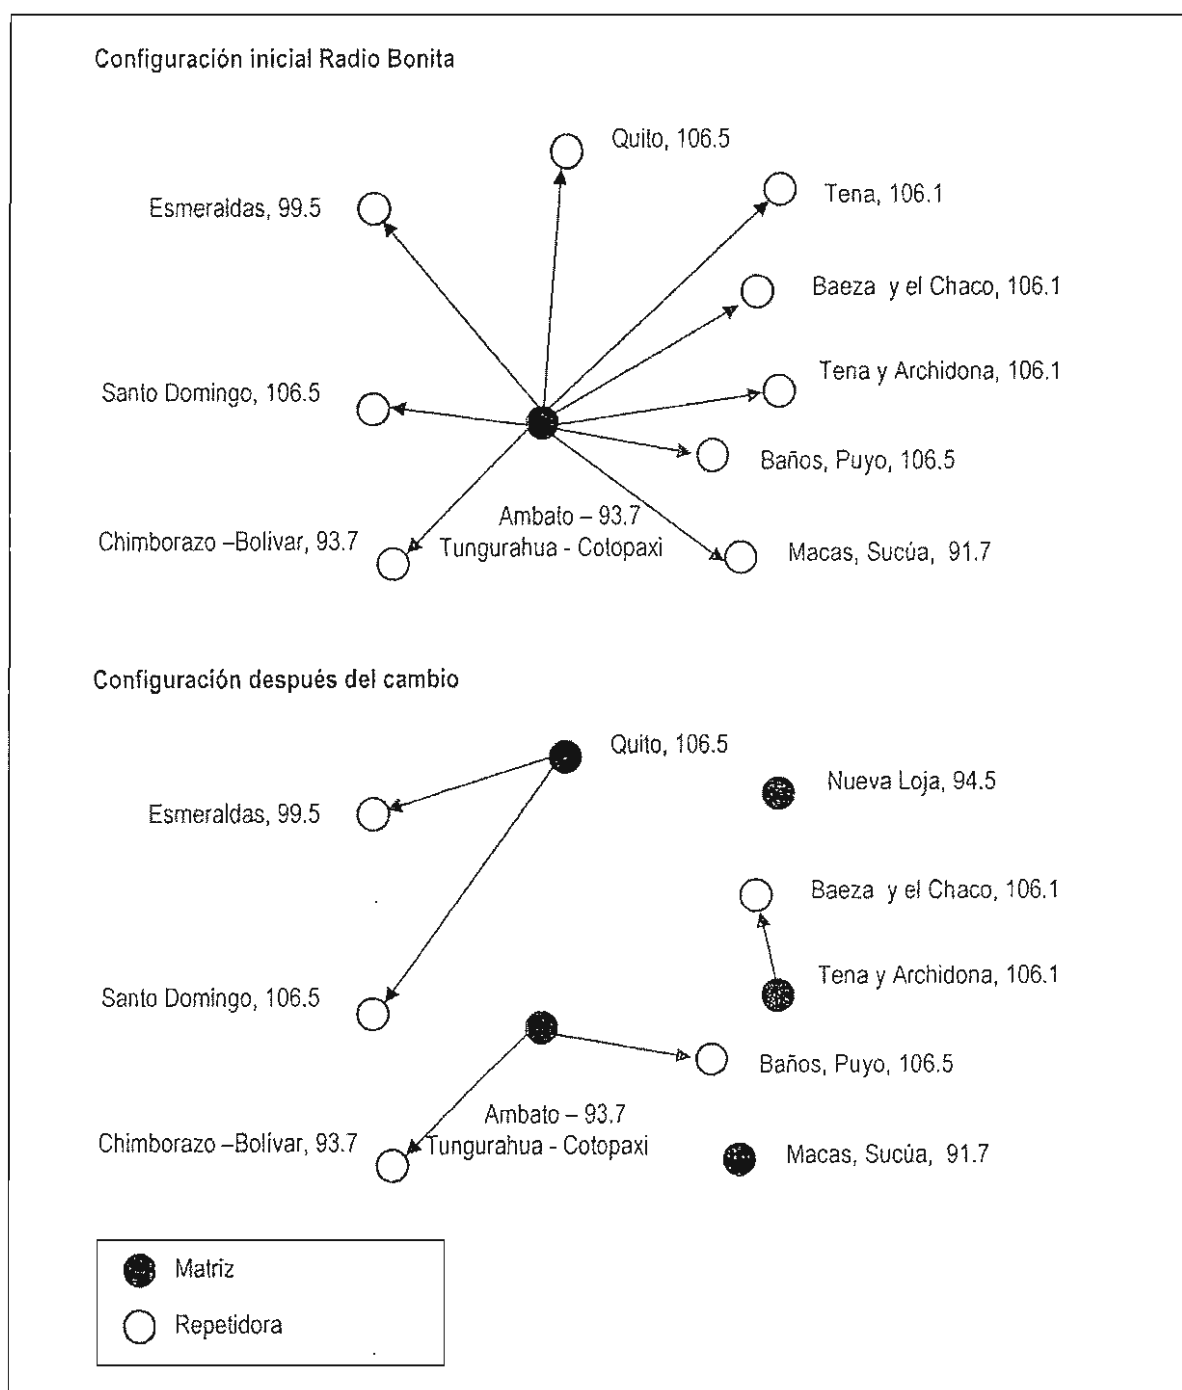 Configuración inicial Radio Bonita
Quito, 106.5
Tena, 106.1
Esmeraldas, 99.5
Baeza y el Chaco, 106.1
Tena y Archidona, 106.1
Santo Domingo, 106.5
Baños, Puyo, 106.5
Ambato – 93.7
Tungurahua - Cotopaxi
Chimborazo –Bolívar, 93.7
Macas, Sucúa, 91.7
Configuración después del cambio
Quito, 106.5
Nueva Loja, 94.5
Esmeraldas, 99.5
Baeza y el Chaco, 106.1
Tena y Archidona, 106.1
Santo Domingo, 106.5
Baños, Puyo, 106.5
Ambato – 93.7
Tungurahua - Cotopaxi
Chimborazo –Bolívar, 93.7
Macas, Sucúa, 91.7
Matriz
Repetidora